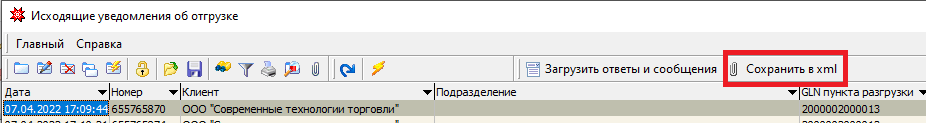 Исходящие уведомления об отгрузке
Главный Справка
Загрузить ответы и сообщения Сохранить в xml
Дата Номер Клиент Подразделение GLN пункта разгрузки
07.04.2022 17:09:44 655765870 ООО "Современные технологии торговли" 2000002000013